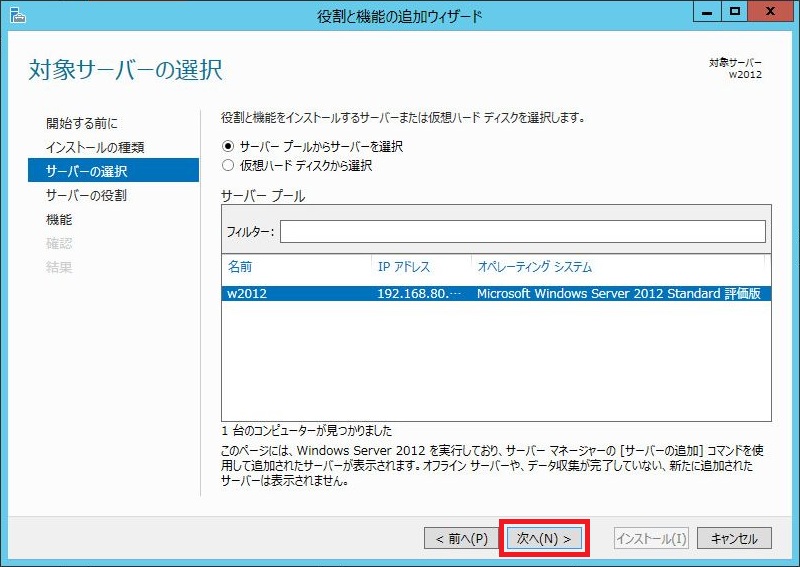 役割と機能の追加ウィザード
対象サーバーの選択
対象サーバー
w2012
開始する前に
インストールの種類
サーバーの選択
サーバーの役割
機能
確認
結果
役割と機能をインストールするサーバーまたは仮想ハード ディスクを選択します。
サーバー プールからサーバーを選択
仮想ハード ディスクから選択
サーバー プール
フィルター:
名前 IP アドレス オペレーティング システム
w2012 192.168.80.… Microsoft Windows Server 2012 Standard 評価版
1 台のコンピューターが見つかりました
このページには、Windows Server 2012 を実行しており、サーバー マネージャーの [サーバーの追加] コマンドを使
用して追加されたサーバーが表示されます。オフライン サーバーや、データ収集が完了していない、新たに追加された
サーバーは表示されません。
< 前へ(P) 次へ(N) > インストール(I) キャンセル